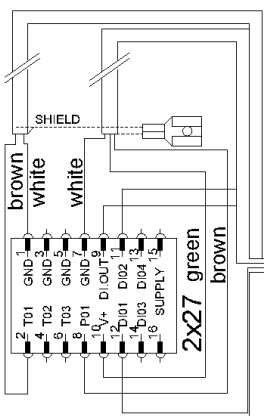 SHIELD
brown
white
white
1 GND
3 GND
5 GND
7 GND
9 DI.OUT
11 DI02
13 DI04
15 SUPPLY
2 T01
4 T02
6 T03
8 P01
10 V+
12 DI01
14 DI03
16
2x27
green
brown